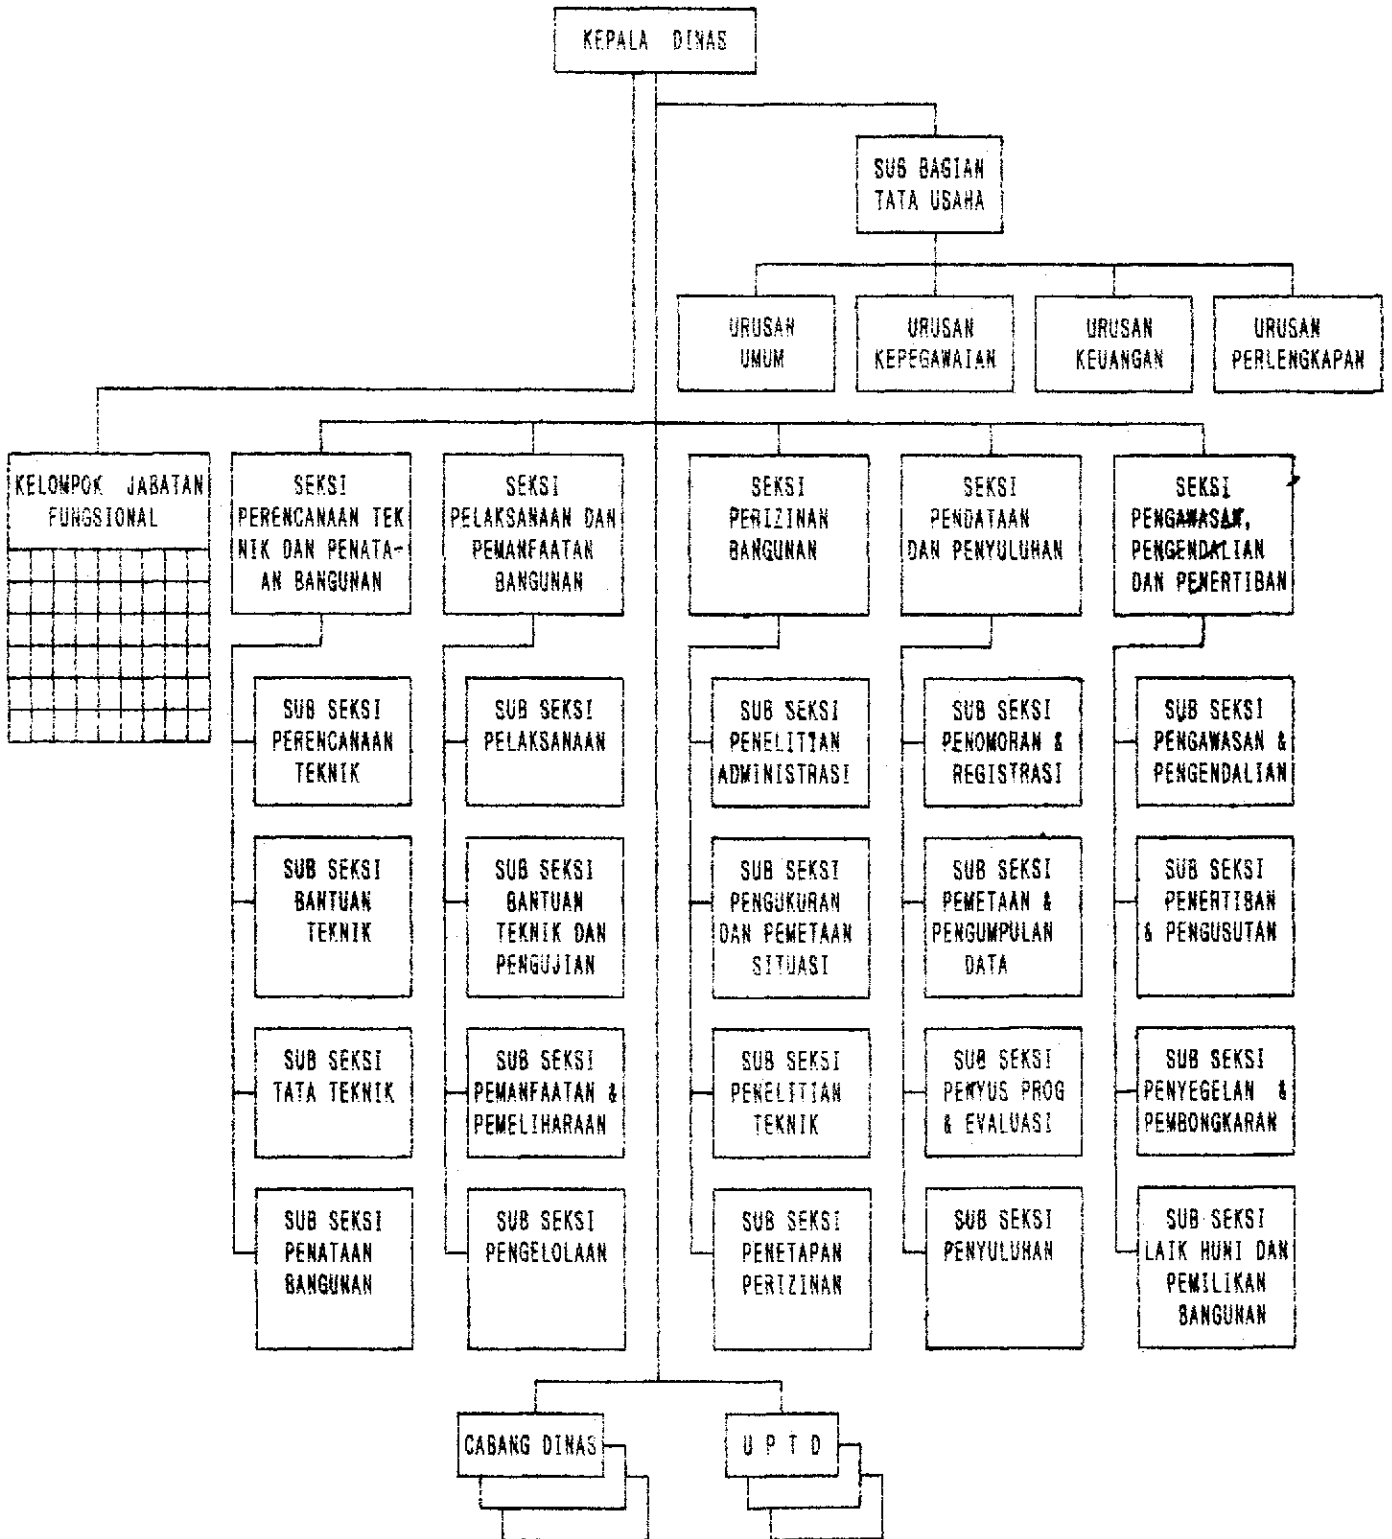 KEPALA DINAS
SUB BAGIAN
TATA USAHA
URUSAN
UMUM
URUSAN
KEPEGAWAIAN
URUSAN
KEUANGAN
URUSAN
PERLENGKAPAN
KELOMPOK JABATAN
FUNGSIONAL
SEKSI
PERENCANAAN TEK
NIK DAN PENATA-
AN BANGUNAN
SEKSI
PELAKSANAAN DAN
PEMANFAATAN
BANGUNAN
SEKSI
PERIZINAN
BANGUNAN
SEKSI
PENDATAAN
DAN PENYULUHAN
SEKSI
PENGAWASAN,
PENGENDALIAN
DAN PENERTIBAN
SUB SEKSI
PERENCANAAN
TEKNIK
SUB SEKSI
PELAKSANAAN
SUB SEKSI
PENELITIAN
ADMINISTRASI
SUB SEKSI
PENOMORAN &
REGISTRASI
SUB SEKSI
PENGAWASAN &
PENGENDALIAN
SUB SEKSI
BANTUAN
TEKNIK
SUB SEKSI
BANTUAN
TEKNIK DAN
PENGUJIAN
SUB SEKSI
PENGUKURAN
DAN PEMETAAN
SITUASI
SUB SEKSI
PEMETAAN &
PENGUMPULAN
DATA
SUB SEKSI
PENERTIBAN
& PENGUSUTAN
SUB SEKSI
TATA TEKNIK
SUB SEKSI
PEMANFAATAN &
PEMELIHARAAN
SUB SEKSI
PENELITIAN
TEKNIK
SUB SEKSI
PENYUS PROG
& EVALUASI
SUB SEKSI
PENYEGELAN &
PEMBONGKARAN
SUB SEKSI
PENATAAN
BANGUNAN
SUB SEKSI
PENGELOLAAN
SUB SEKSI
PENETAPAN
PERIZINAN
SUB SEKSI
PENYULUHAN
SUB SEKSI
LAIK HUNI DAN
PEMILIKAN
BANGUNAN
CABANG DINAS
U P T D